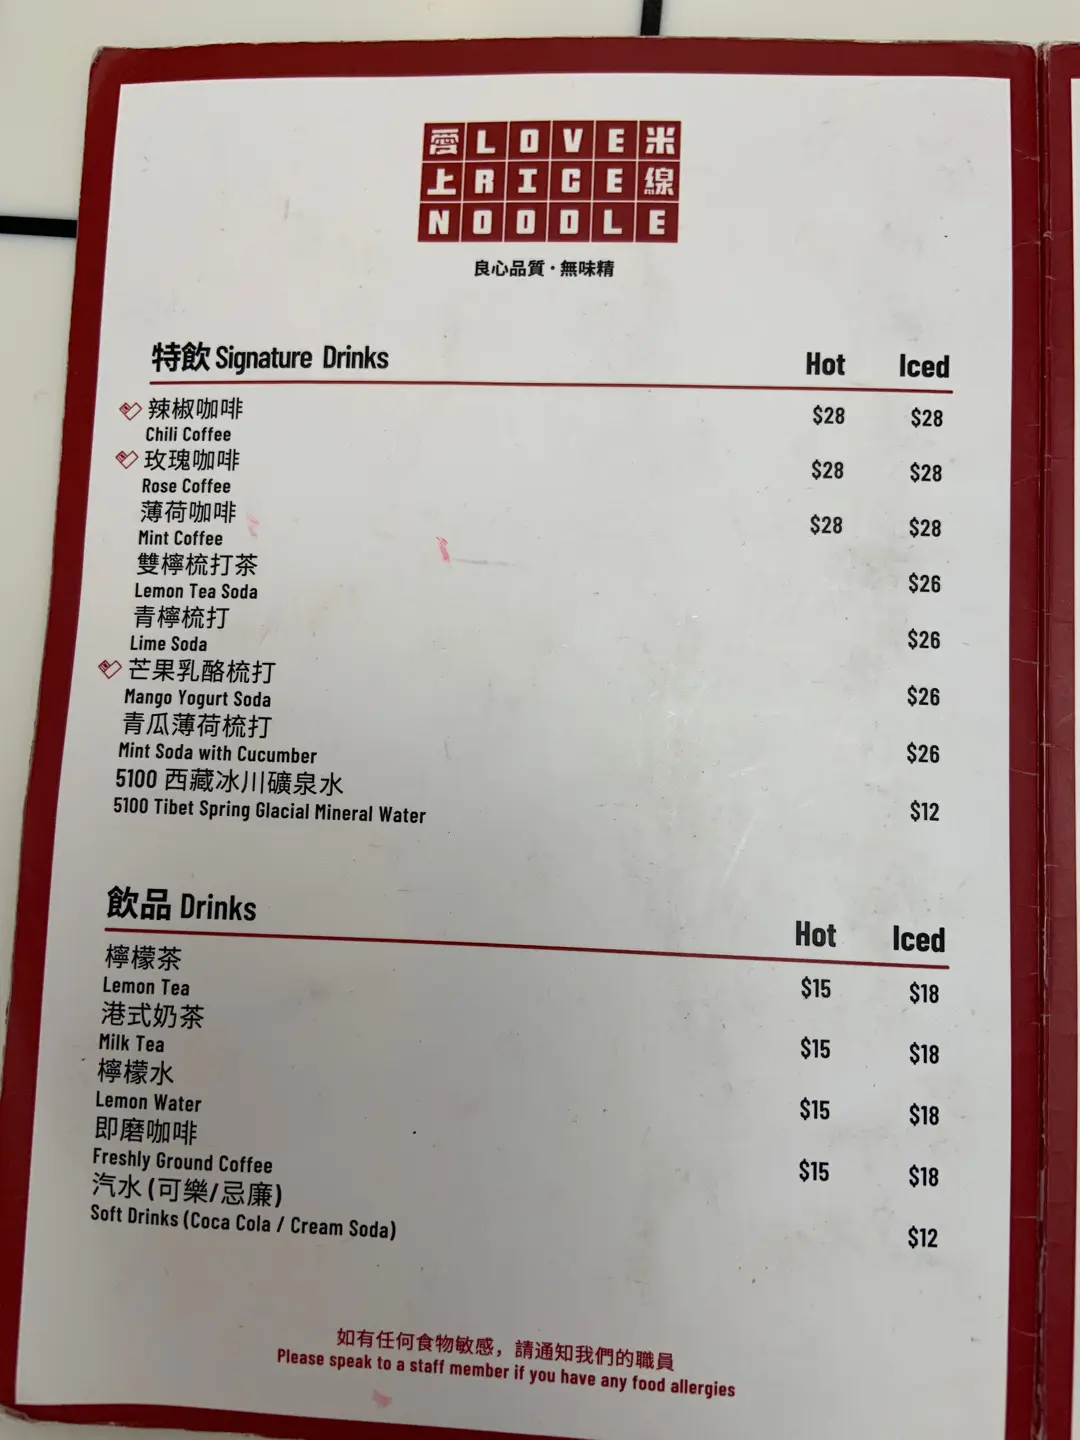 愛LOVE米
上RICE線
NOODLE
良心品質·無味精
特飲 Signature Drinks Hot Iced
辣椒咖啡 $28 $28
Chili Coffee
玫瑰咖啡 $28 $28
Rose Coffee
薄荷咖啡 $28 $28
Mint Coffee
雙檸梳打茶 $26
Lemon Tea Soda
青檸梳打 $26
Lime Soda
芒果乳酪梳打 $26
Mango Yogurt Soda
青瓜薄荷梳打 $26
Mint Soda with Cucumber
5100 西藏冰川礦泉水 $12
5100 Tibet Spring Glacial Mineral Water
飲品 Drinks Hot Iced
檸檬茶 $15 $18
Lemon Tea
港式奶茶 $15 $18
Milk Tea
檸檬水 $15 $18
Lemon Water
即磨咖啡 $15 $18
Freshly Ground Coffee
汽水 (可樂/忌廉) $12
Soft Drinks (Coca Cola / Cream Soda)
如有任何食物敏感，請通知我們的職員
Please speak to a staff member if you have any food allergies